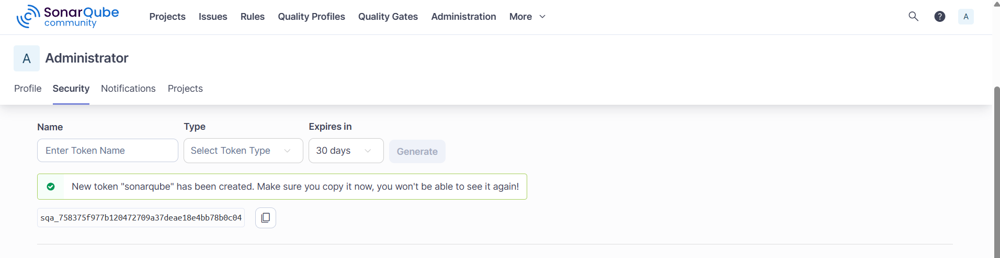 SonarQube
community
Projects Issues Rules Quality Profiles Quality Gates Administration More
? A
A Administrator
Profile Security Notifications Projects
Name Type Expires in
Enter Token Name Select Token Type 30 days Generate
New token "sonarqube" has been created. Make sure you copy it now, you won't be able to see it again!
sqa_758375f977b120472709a37deae18e4bb78b0c04